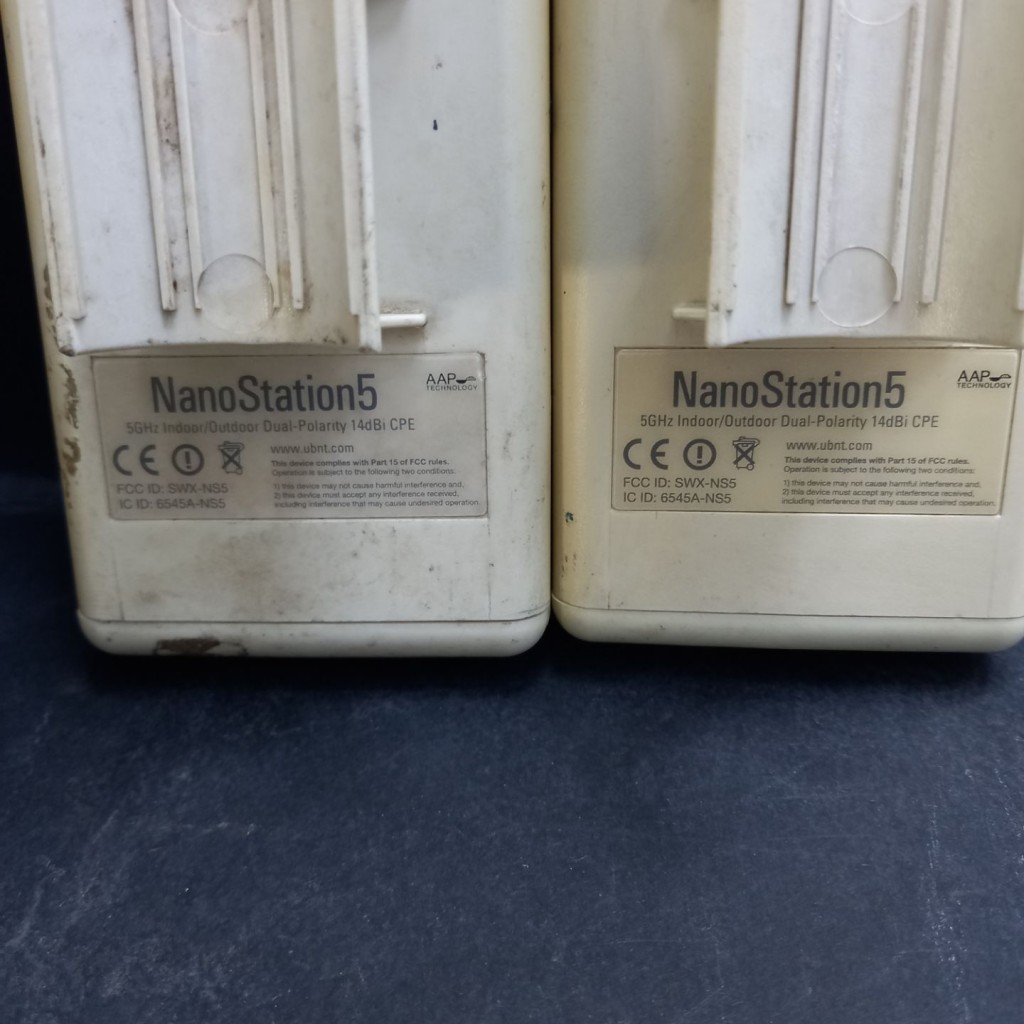 NanoStation5
AAP
TECHNOLOGY
5GHz Indoor/Outdoor Dual-Polarity 14dBi CPE
CE
www.ubnt.com
This device complies with Part 15 of FCC rules.
Operation is subject to the following two conditions:
FCC ID: SWX-NS5
IC ID: 6545A-NS5
1) this device may not cause harmful interference and,
2) this device must accept any interference received,
including interference that may cause undesired operation.
NanoStation5
AAP
TECHNOLOGY
5GHz Indoor/Outdoor Dual-Polarity 14dBi CPE
CE
www.ubnt.com
This device complies with Part 15 of FCC rules.
Operation is subject to the following two conditions:
FCC ID: SWX-NS5
IC ID: 6545A-NS5
1) this device may not cause harmful interference and,
2) this device must accept any interference received,
including interference that may cause undesired operation.